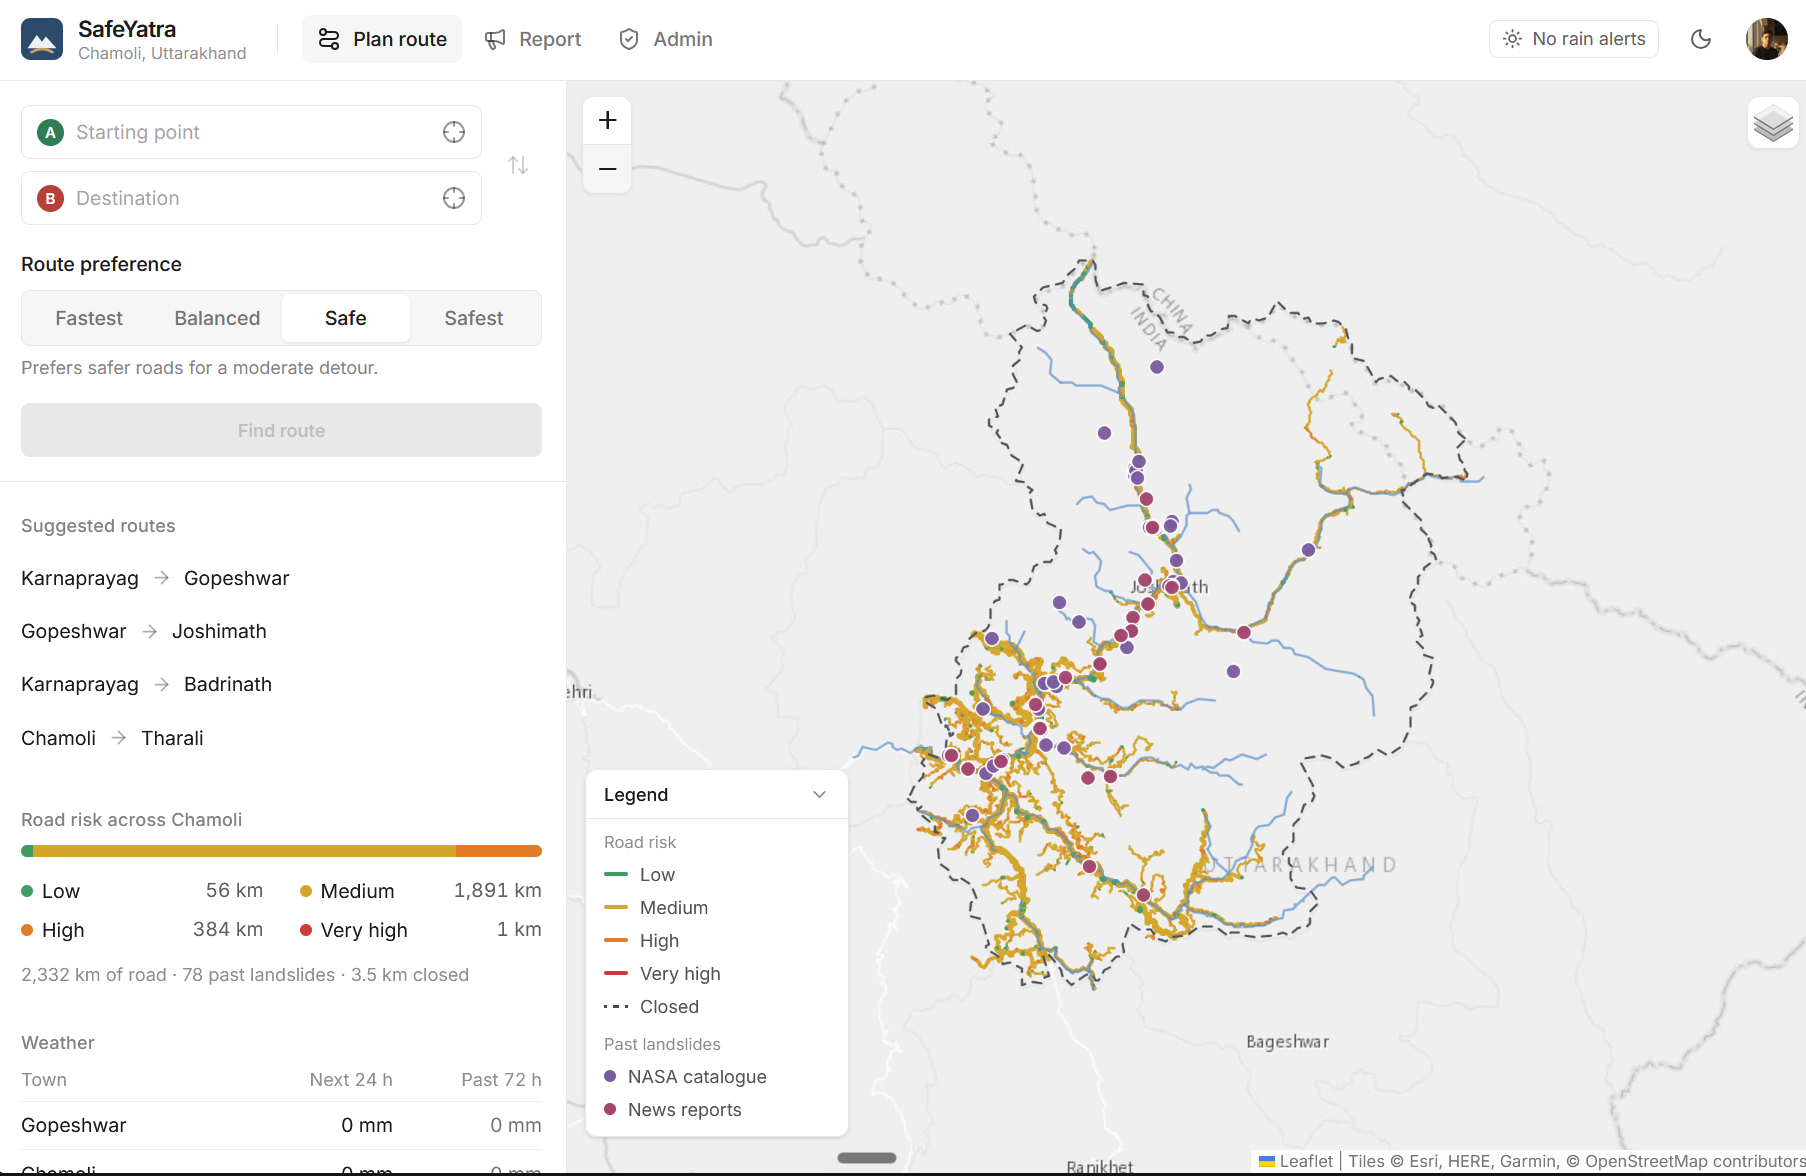 SafeYatra
Chamoli, Uttarakhand
Plan route
Report
Admin
No rain alerts
A Starting point
B Destination
Route preference
Fastest Balanced Safe Safest
Prefers safer roads for a moderate detour.
Find route
Suggested routes
Karnaprayag → Gopeshwar
Gopeshwar → Joshimath
Karnaprayag → Badrinath
Chamoli → Tharali
Road risk across Chamoli
Low 56 km Medium 1,891 km
High 384 km Very high 1 km
2,332 km of road · 78 past landslides · 3.5 km closed
Weather
Town Next 24 h Past 72 h
Gopeshwar 0 mm 0 mm
Chamoli 0 mm 0 mm
+
−
CHINA
INDIA
ehri
UTTARAKHAND
Bageshwar
Ranikhet
Legend
Road risk
Low
Medium
High
Very high
Closed
Past landslides
NASA catalogue
News reports
Leaflet | Tiles © Esri, HERE, Garmin, © OpenStreetMap contributors